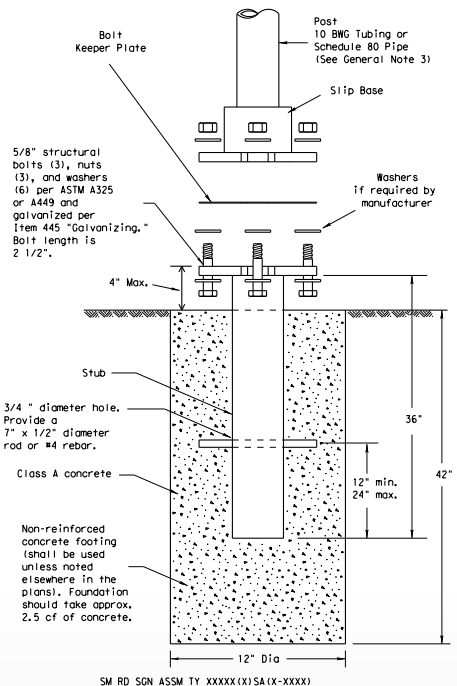 Post
10 BWG Tubing or
Schedule 80 Pipe
(See General Note 3)
Bolt
Keeper Plate
Slip Base
5/8" structural
bolts (3), nuts
(3), and washers
(6) per ASTM A325
or A449 and
galvanized per
Item 445 "Galvanizing."
Bolt length is
2 1/2".
Washers
if required by
manufacturer
4" Max.
Stub
36"
3/4 " diameter hole.
Provide a
7" x 1/2" diameter
rod or #4 rebar.
42"
12" min.
24" max.
Class A concrete
Non-reinforced
concrete footing
(shall be used
unless noted
elsewhere in the
plans). Foundation
should take approx.
2.5 cf of concrete.
12" Dia
SM RD SGN ASSM TY XXXXX(X)SA(X-XXXX)